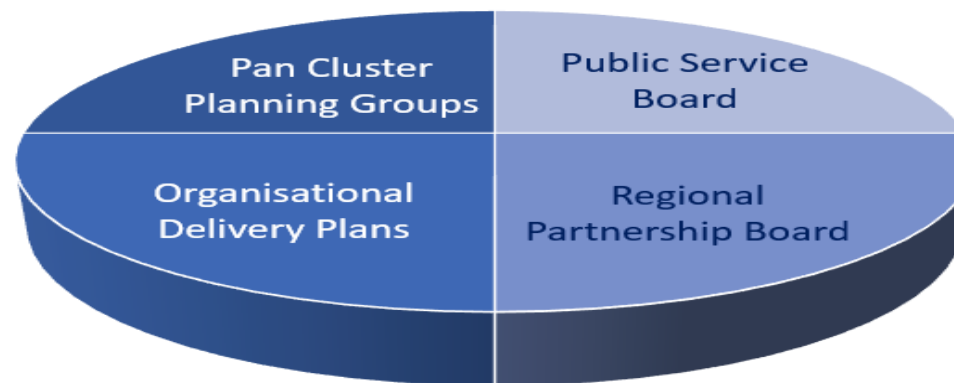 Pan Cluster
Planning Groups
Public Service
Board
Organisational
Delivery Plans
Regional
Partnership Board